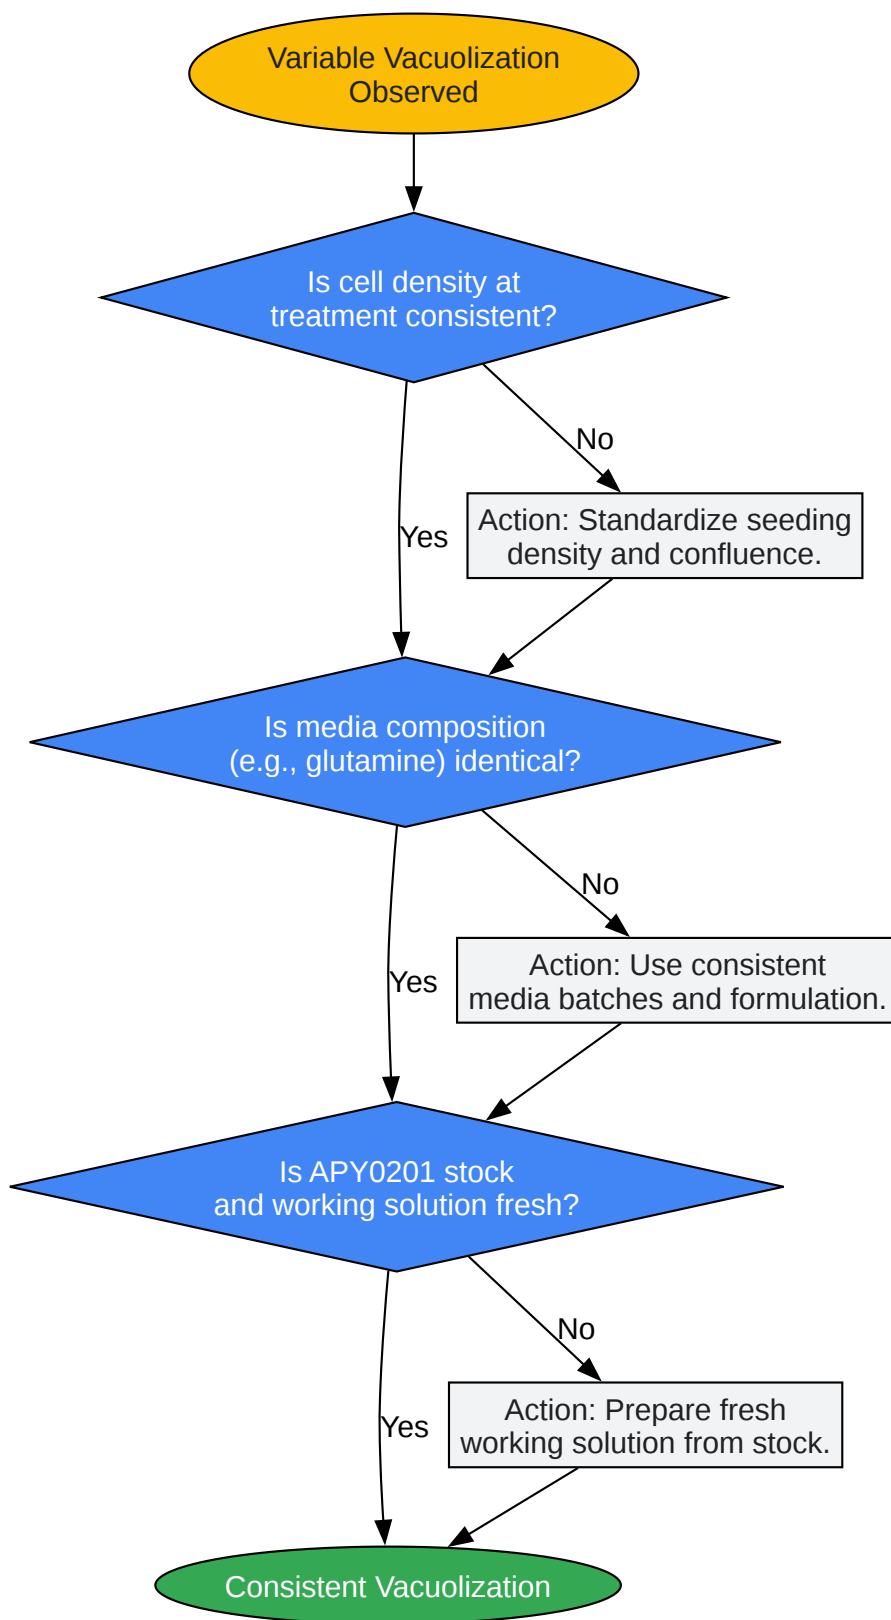 Variable Vacuolization
Observed
Is cell density at
treatment consistent?
No
Action: Standardize seeding
density and confluence.
Yes
Is media composition
(e.g., glutamine) identical?
No
Action: Use consistent
media batches and formulation.
Yes
Is APY0201 stock
and working solution fresh?
No
Action: Prepare fresh
working solution from stock.
Yes
Consistent Vacuolization